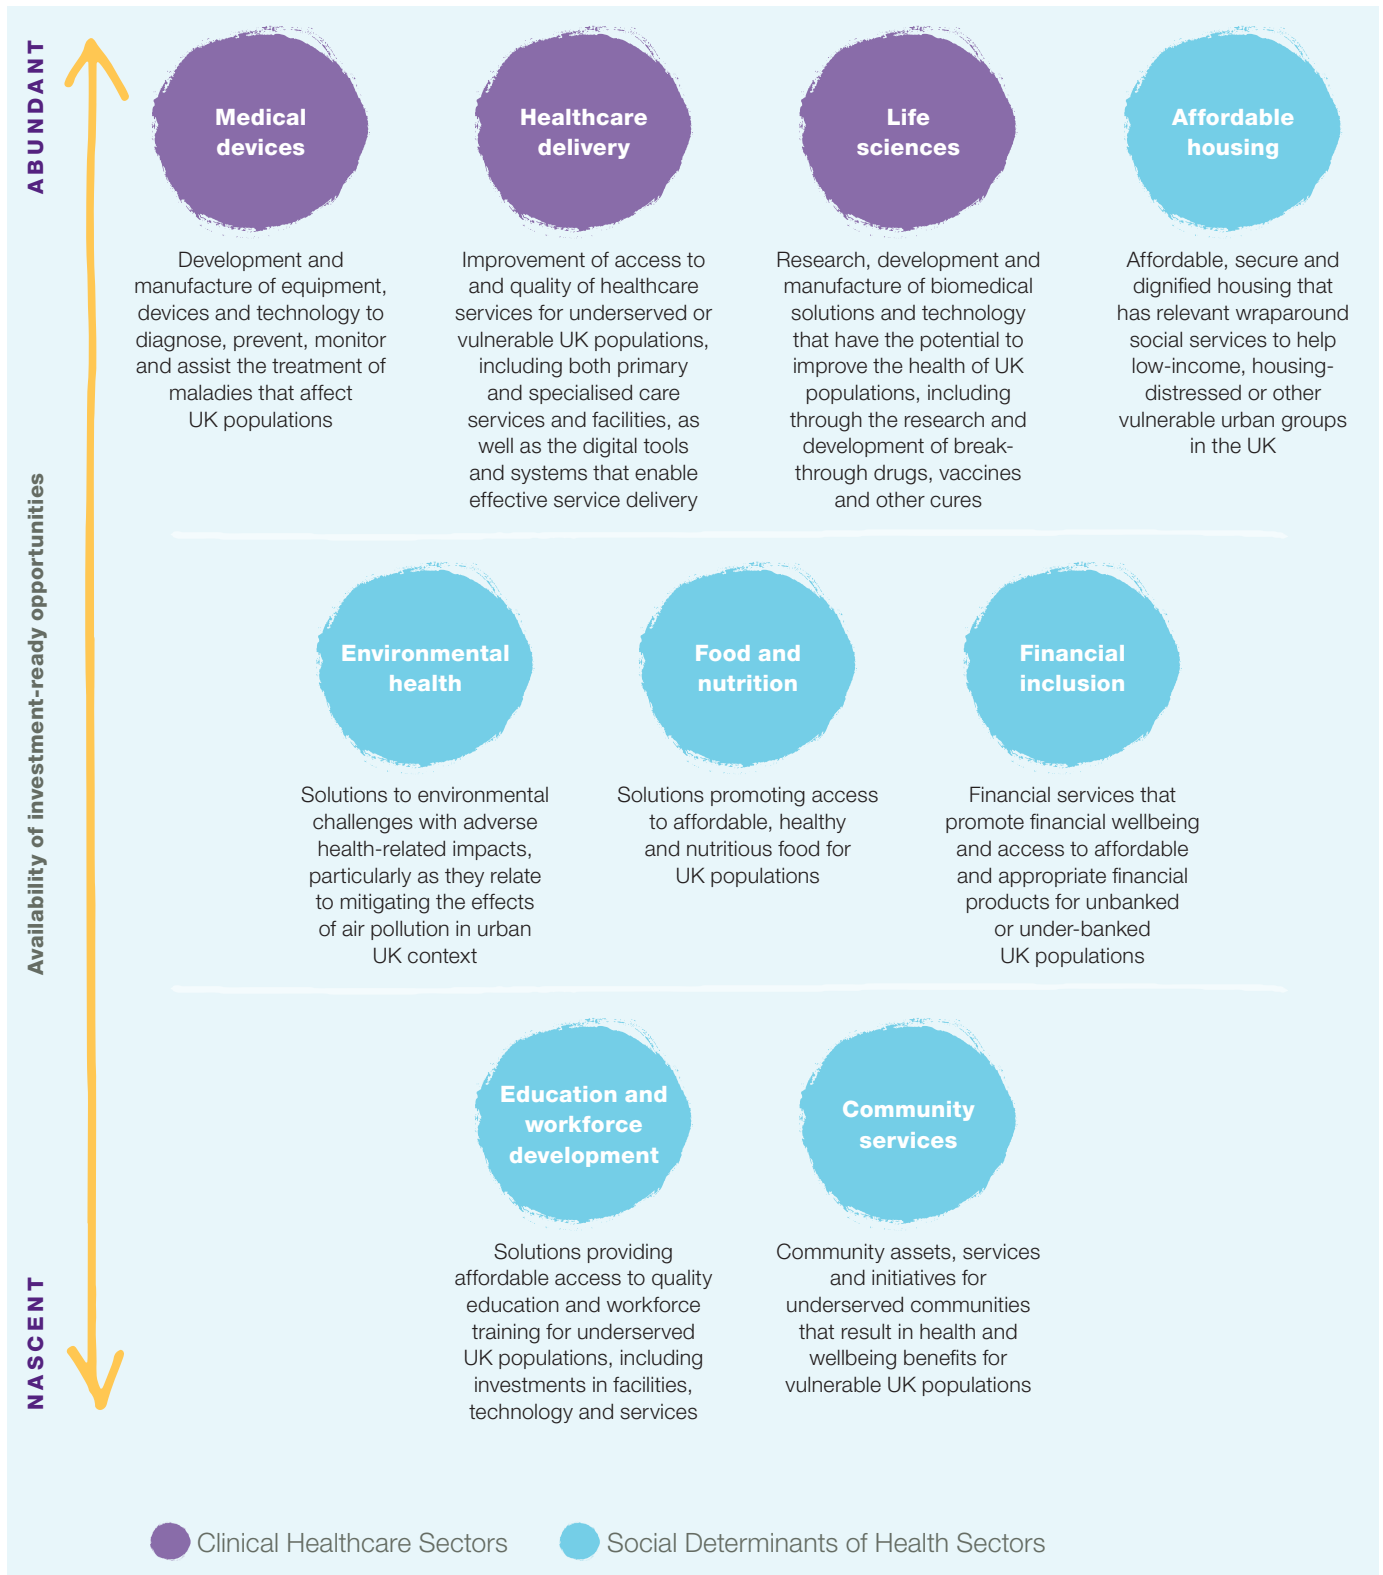 ABUNDANT
Availability of investment-ready opportunities
NASCENT
Medical
devices
Development and
manufacture of equipment,
devices and technology to
diagnose, prevent, monitor
and assist the treatment of
maladies that affect
UK populations
Healthcare
delivery
Improvement of access to
and quality of healthcare
services for underserved or
vulnerable UK populations,
including both primary
and specialised care
services and facilities, as
well as the digital tools
and systems that enable
effective service delivery
Life
sciences
Research, development and
manufacture of biomedical
solutions and technology
that have the potential to
improve the health of UK
populations, including
through the research and
development of break-
through drugs, vaccines
and other cures
Affordable
housing
Affordable, secure and
dignified housing that
has relevant wraparound
social services to help
low-income, housing-
distressed or other
vulnerable urban groups
in the UK
Environmental
health
Solutions to environmental
challenges with adverse
health-related impacts,
particularly as they relate
to mitigating the effects
of air pollution in urban
UK context
Food and
nutrition
Solutions promoting access
to affordable, healthy
and nutritious food for
UK populations
Financial
inclusion
Financial services that
promote financial wellbeing
and access to affordable
and appropriate financial
products for unbanked
or under-banked
UK populations
Education and
workforce
development
Solutions providing
affordable access to quality
education and workforce
training for underserved
UK populations, including
investments in facilities,
technology and services
Community
services
Community assets, services
and initiatives for
underserved communities
that result in health and
wellbeing benefits for
vulnerable UK populations
Clinical Healthcare Sectors
Social Determinants of Health Sectors